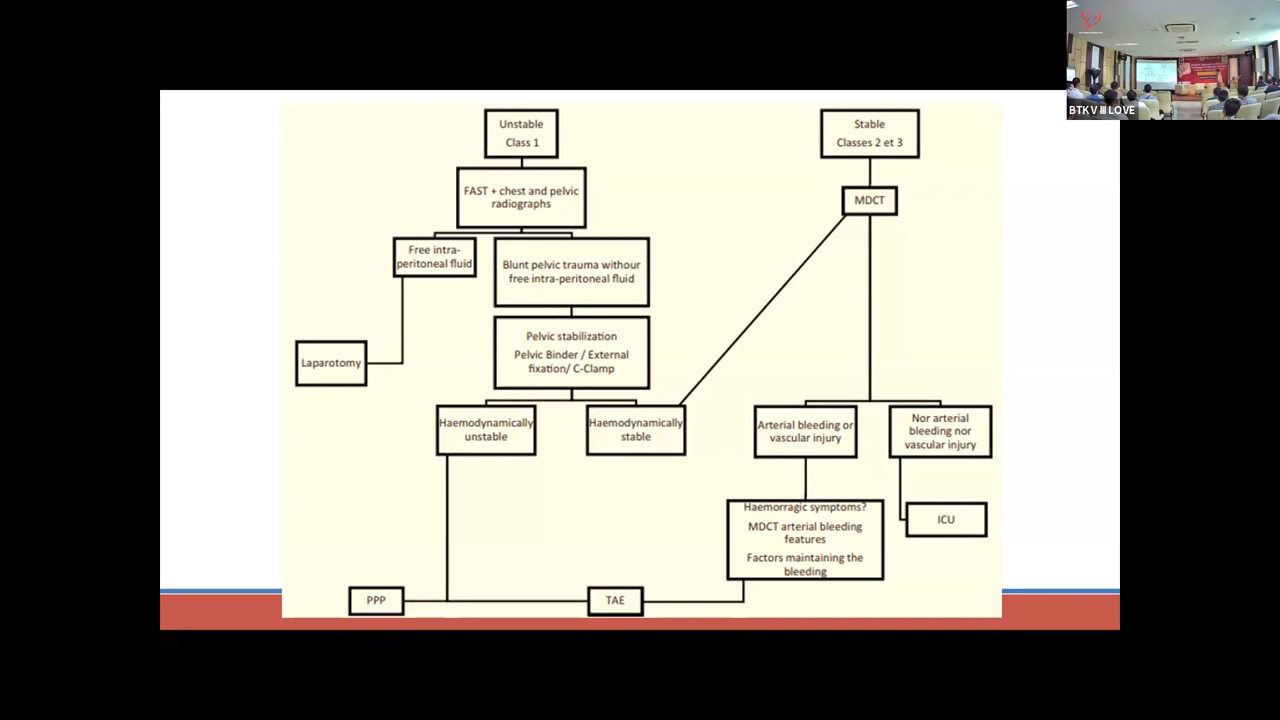 Unstable
Class 1
Stable
Classes 2 et 3
FAST + chest and pelvic
radiographs
MDCT
Free intra-
peritoneal fluid
Blunt pelvic trauma withour
free intra-peritoneal fluid
Pelvic stabilization
Pelvic Binder / External
fixation/ C-Clamp
Laparotomy
Haemodynamically
unstable
Haemodynamically
stable
Arterial bleeding or
vascular injury
Nor arterial
bleeding nor
vascular injury
Haemorragic symptoms?
MDCT arterial bleeding
features
Factors maintaining the
bleeding
ICU
PPP
TAE
BTKV III LOVE